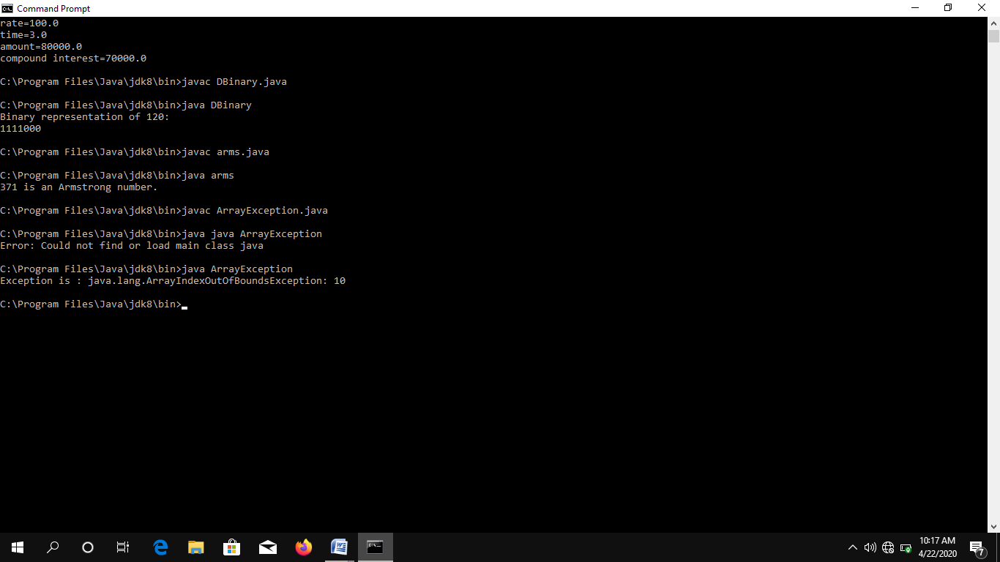 Command Prompt
rate=100.0
time=3.0
amount=80000.0
compound interest=70000.0
C:\Program Files\Java\jdk8\bin>javac DBinary.java
C:\Program Files\Java\jdk8\bin>java DBinary
Binary representation of 120:
1111000
C:\Program Files\Java\jdk8\bin>javac arms.java
C:\Program Files\Java\jdk8\bin>java arms
371 is an Armstrong number.
C:\Program Files\Java\jdk8\bin>javac ArrayException.java
C:\Program Files\Java\jdk8\bin>java java ArrayException
Error: Could not find or load main class java
C:\Program Files\Java\jdk8\bin>java ArrayException
Exception is : java.lang.ArrayIndexOutOfBoundsException: 10
C:\Program Files\Java\jdk8\bin>
10:17 AM
4/22/2020
7